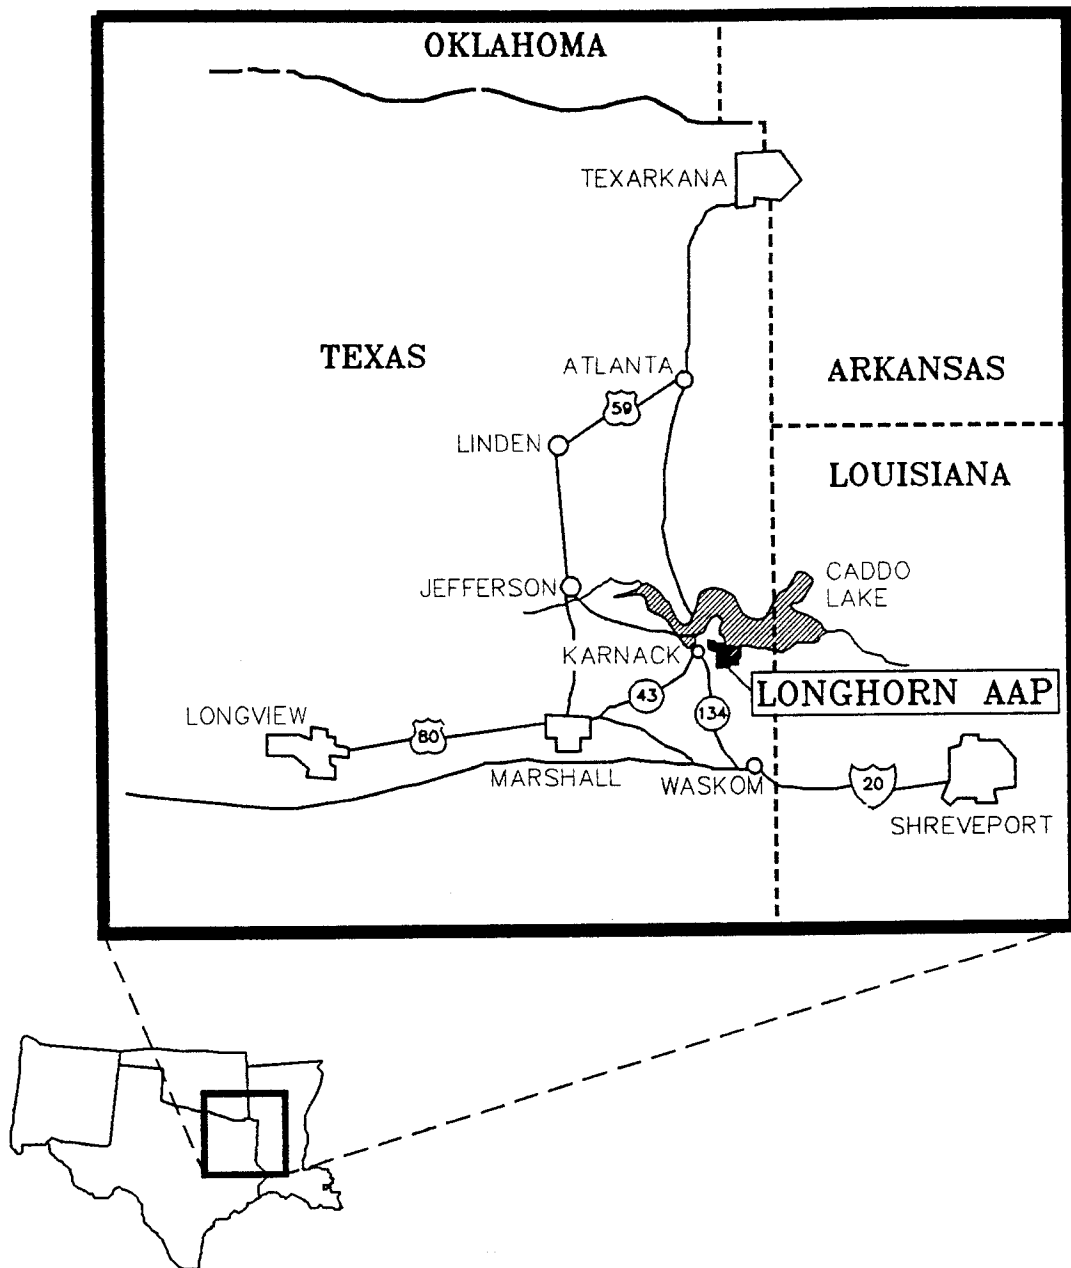 OKLAHOMA
TEXARKANA
TEXAS
ATLANTA
ARKANSAS
59
LINDEN
LOUISIANA
JEFFERSON
CADDO
LAKE
KARNACK
LONGHORN AAP
43
134
LONGVIEW
80
MARSHALL
WASKOM
20
SHREVEPORT